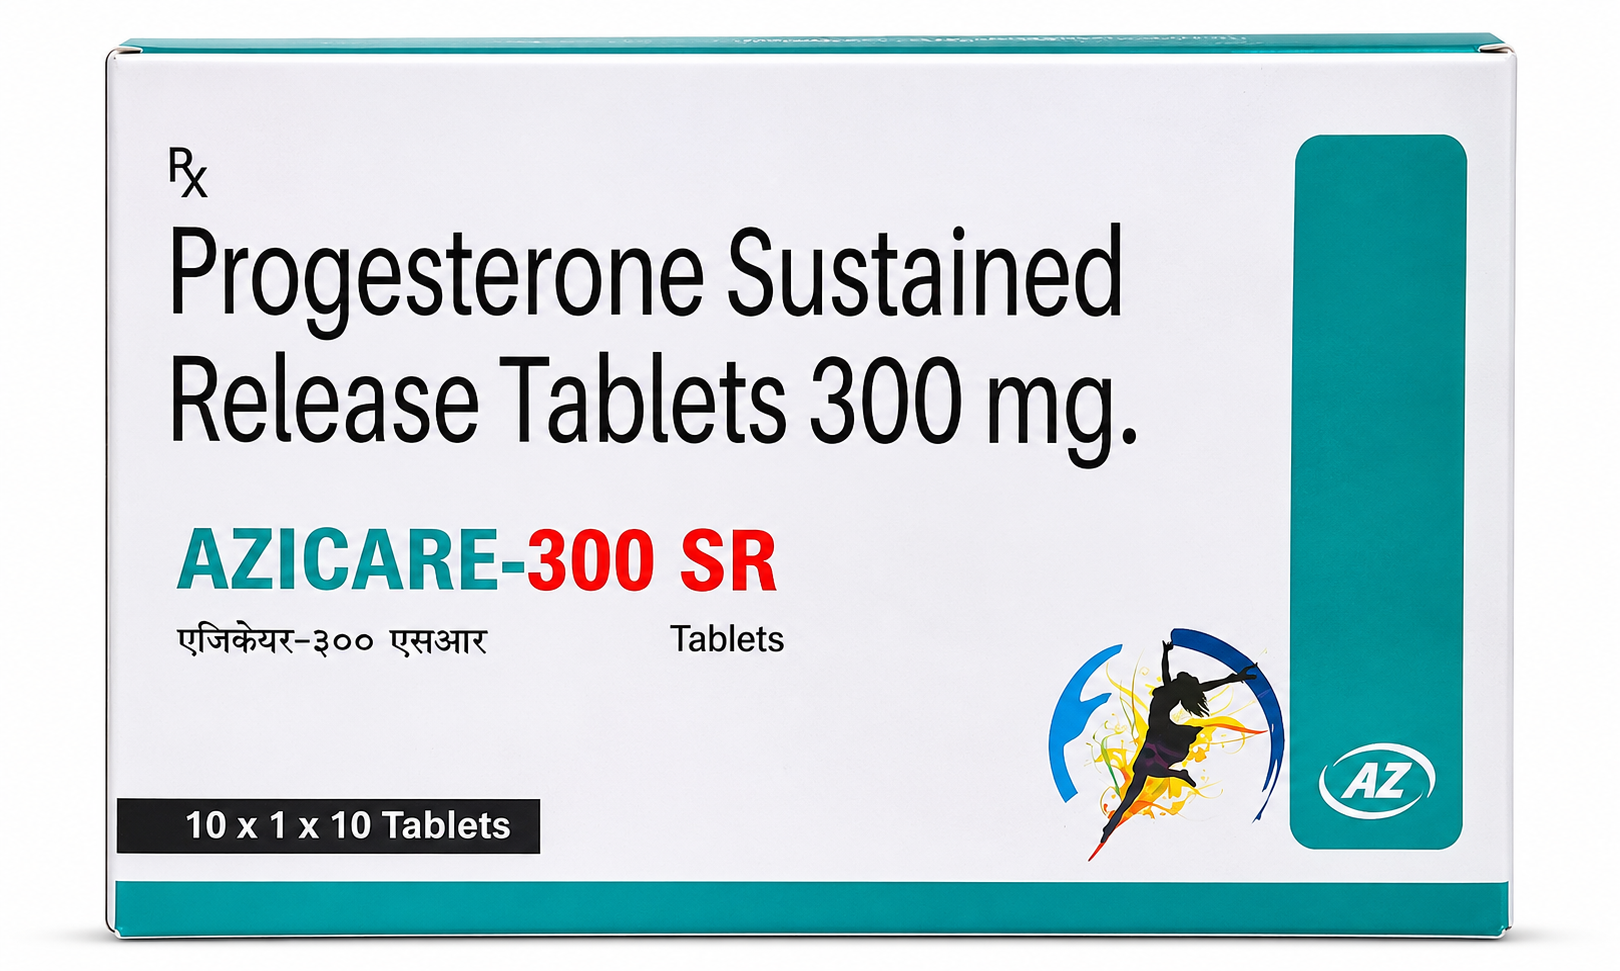 Rx
Progesterone Sustained
Release Tablets 300 mg.
AZICARE-300 SR
एजिकेयर-३०० एसआर Tablets
10 x 1 x 10 Tablets
AZ